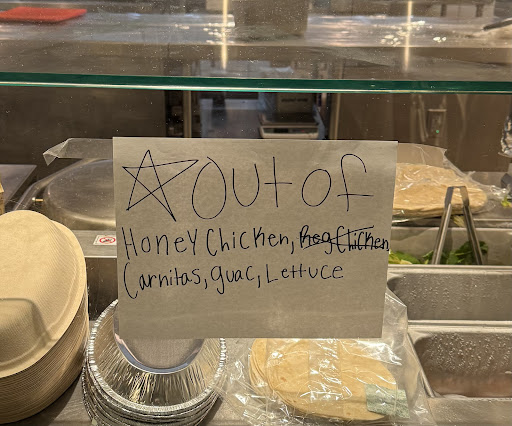 Out of
Honey Chicken, Reg Chicken,
Carnitas, guac, Lettuce